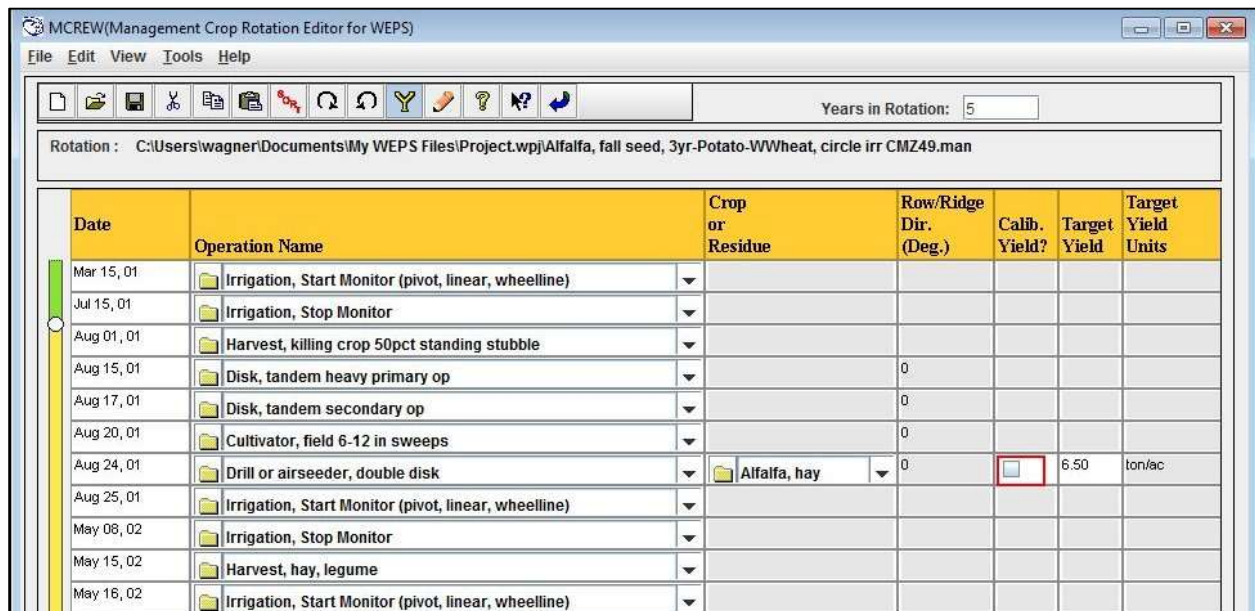 MCREW(Management Crop Rotation Editor for WEPS)
File Edit View Tools Help
SORT Years in Rotation: 5
Rotation : C:\Users\wagner\Documents\My WEPS Files\Project.wpj\Alfalfa, fall seed, 3yr-Potato-WWheat, circle irr CMZ49.man
Date Operation Name Crop or Residue Row/Ridge Dir. (Deg.) Calib. Yield? Target Yield Target Yield Units
Mar 15, 01 Irrigation, Start Monitor (pivot, linear, wheelline)
Jul 15, 01 Irrigation, Stop Monitor
Aug 01, 01 Harvest, killing crop 50pct standing stubble
Aug 15, 01 Disk, tandem heavy primary op 0
Aug 17, 01 Disk, tandem secondary op 0
Aug 20, 01 Cultivator, field 6-12 in sweeps 0
Aug 24, 01 Drill or airseeder, double disk Alfalfa, hay 0 6.50 ton/ac
Aug 25, 01 Irrigation, Start Monitor (pivot, linear, wheelline)
May 08, 02 Irrigation, Stop Monitor
May 15, 02 Harvest, hay, legume
May 16, 02 Irrigation, Start Monitor (pivot, linear, wheelline)